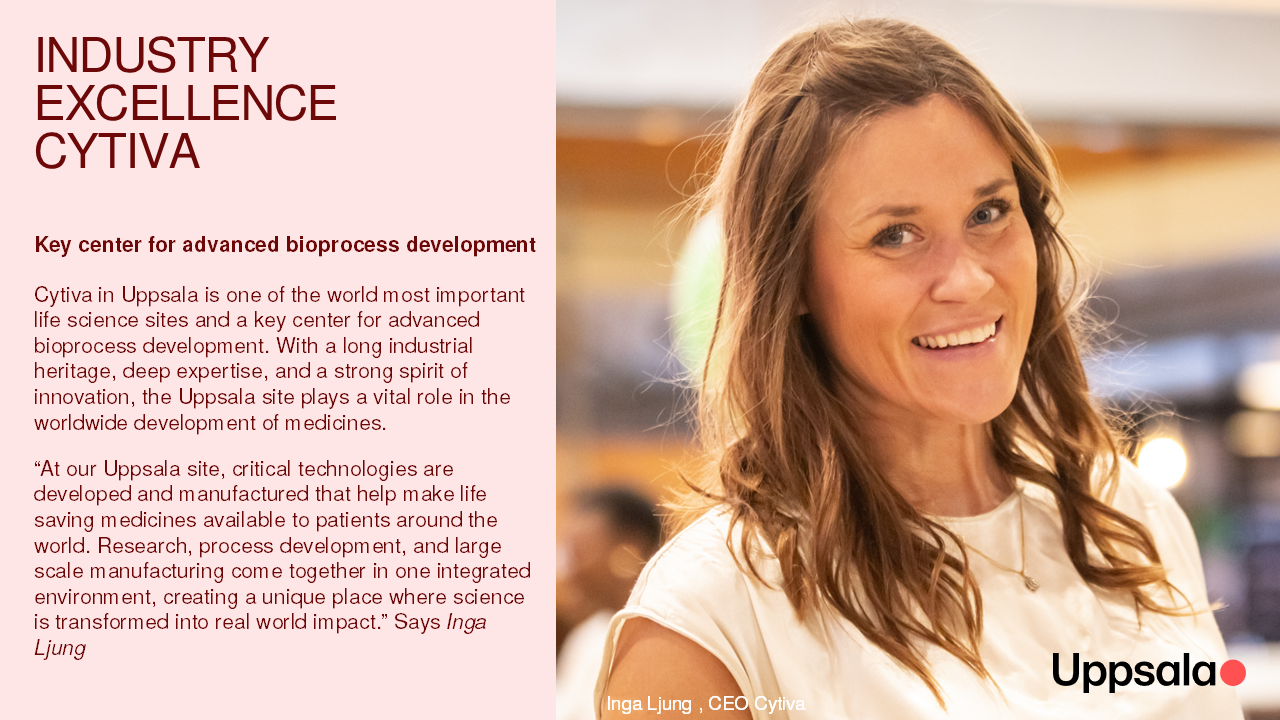 INDUSTRY
EXCELLENCE
CYTIVA
Key center for advanced bioprocess development
Cytiva in Uppsala is one of the world most important
life science sites and a key center for advanced
bioprocess development. With a long industrial
heritage, deep expertise, and a strong spirit of
innovation, the Uppsala site plays a vital role in the
worldwide development of medicines.
“At our Uppsala site, critical technologies are
developed and manufactured that help make life
saving medicines available to patients around the
world. Research, process development, and large
scale manufacturing come together in one integrated
environment, creating a unique place where science
is transformed into real world impact.” Says Inga
Ljung
Inga Ljung , CEO Cytiva
Uppsala